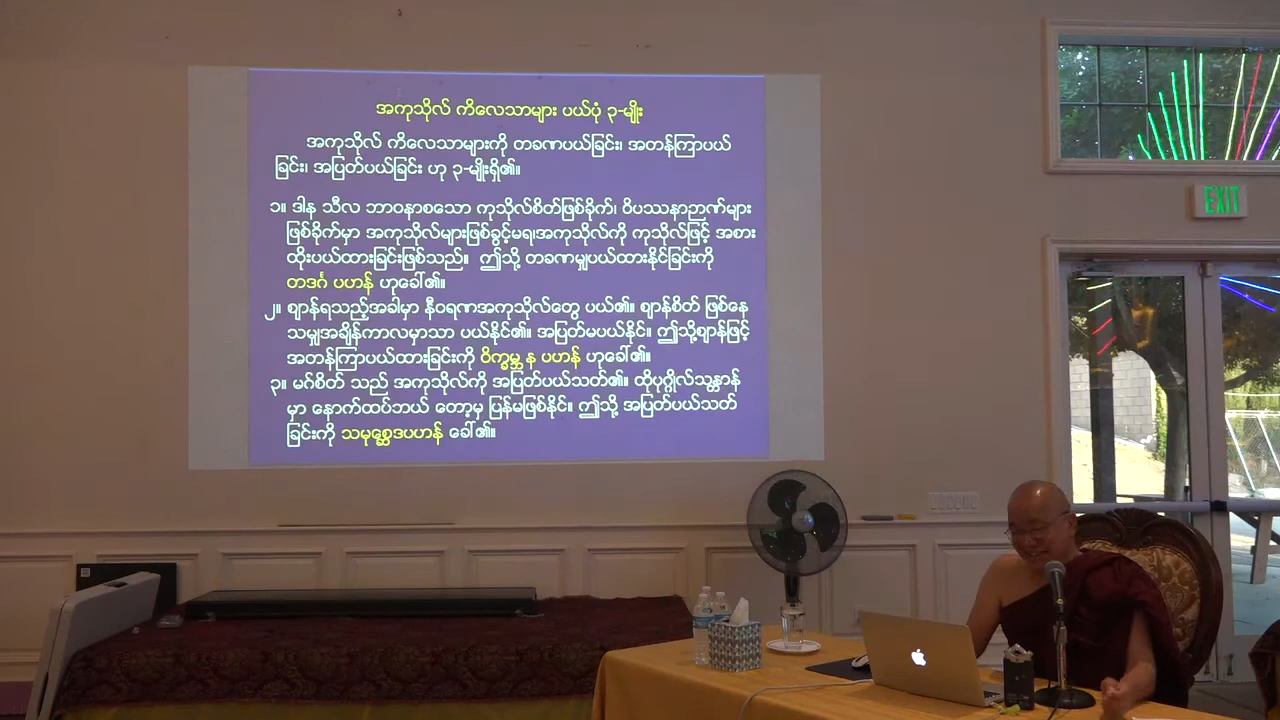 အကုသိုလ် ကိလေသာများ ပယ်ပုံ ၃-မျိုး
အကုသိုလ် ကိလေသာများကို တခဏပယ်ခြင်း၊ အတန်ကြာပယ်
ခြင်း၊ အပြတ်ပယ်ခြင်း ဟု ၃-မျိုးရှိ၏။
၁။ ဒါန သီလ ဘာဝနာစသော ကုသိုလ်စိတ်ဖြစ်ခိုက်၊ ဝိပဿနာဉာဏ်များ
ဖြစ်ခိုက်မှာ အကုသိုလ်များဖြစ်ခွင့်မရ၊အကုသိုလ်ကို ကုသိုလ်ဖြင့် အစား
ထိုးပယ်ထားခြင်းဖြစ်သည်။ ဤသို့ တခဏမျှပယ်ထားနိုင်ခြင်းကို
တဒင်္ဂ ပဟာန် ဟုခေါ်၏။
၂။ ဈာန်ရသည့်အခါမှာ နီဝရဏအကုသိုလ်တွေ ပယ်၏။ ဈာန်စိတ် ဖြစ်နေ
သမျှအချိန်ကာလမှာသာ ပယ်နိုင်၏။ အပြတ်မပယ်နိုင်။ ဤသို့ဈာန်ဖြင့်
အတန်ကြာပယ်ထားခြင်းကို ဝိက္ခမ္ဘ န ပဟာန် ဟုခေါ်၏။
၃။ မဂ်စိတ် သည် အကုသိုလ်ကို အပြတ်ပယ်သတ်၏။ ထိုပုဂ္ဂိုလ်သန္တာန်
မှာ နောက်ထပ်ဘယ် တော့မှ ပြန်မဖြစ်နိုင်။ ဤသို့ အပြတ်ပယ်သတ်
ခြင်းကို သမုစ္ဆေဒပဟာန် ခေါ်၏။
EXIT